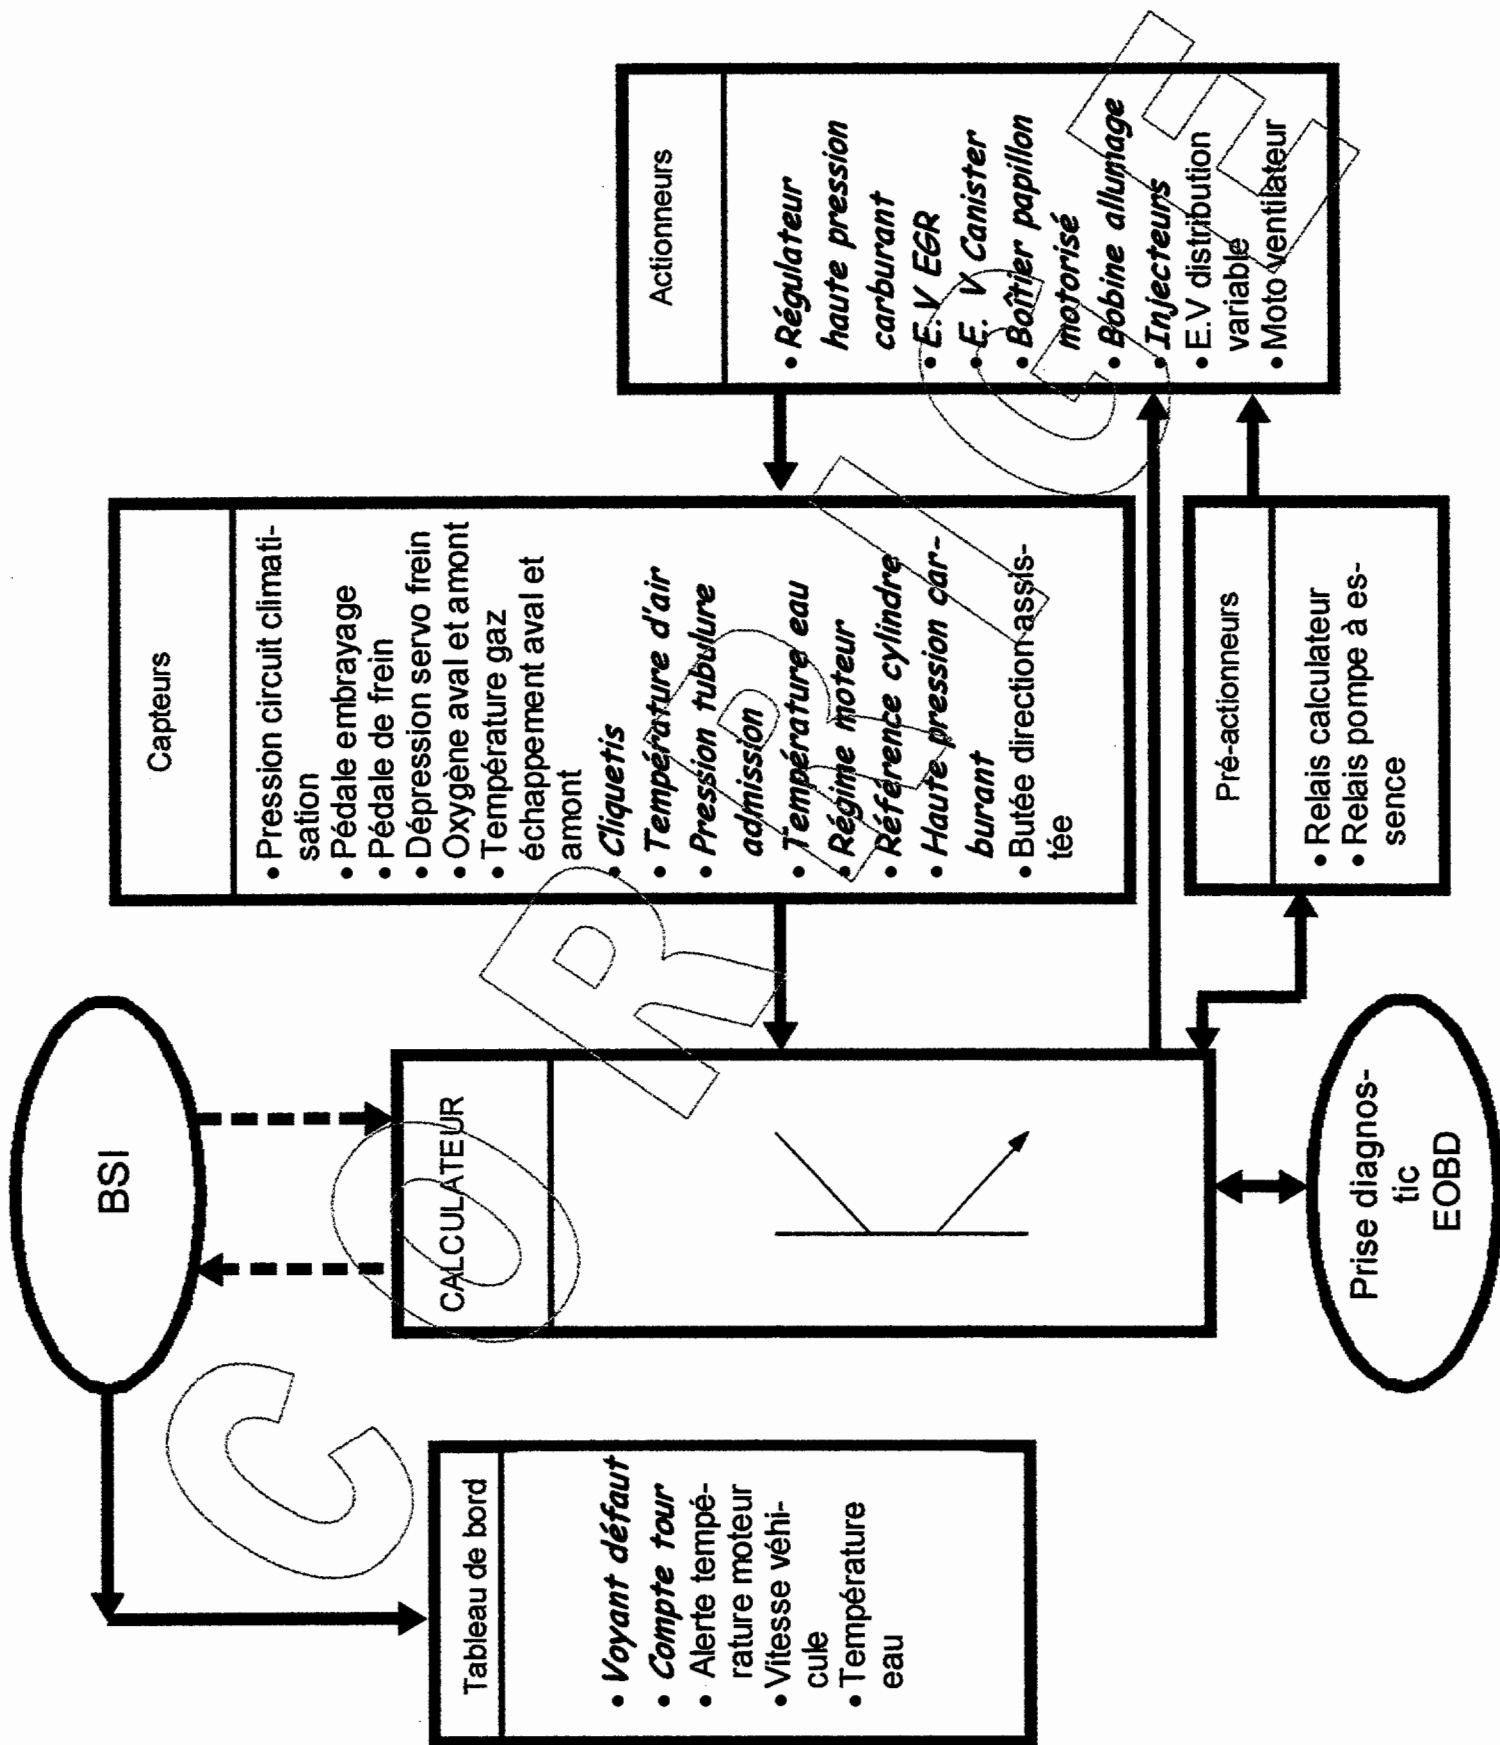 BSI
Tableau de bord
• Voyant défaut
• Compte tour
• Alerte tempé-
rature moteur
• Vitesse véhi-
cule
• Température
eau
CALCULATEUR
Prise diagnos-
tic
EOBD
Capteurs
• Pression circuit climati-
sation
• Pédale embrayage
• Pédale de frein
• Dépression servo frein
• Oxygène aval et amont
• Température gaz
échappement aval et
amont
• Cliquetis
• Température d'air
• Pression tubulure
admission
• Température eau
• Régime moteur
• Référence cylindre
• Haute pression car-
burant
• Butée direction assis-
tée
Pré-actionneurs
• Relais calculateur
• Relais pompe à es-
sence
Actionneurs
• Régulateur
haute pression
carburant
• E.V EGR
• E. V Canister
• Boîtier papillon
motorisé
• Bobine allumage
• Injecteurs
• E.V distribution
variable
• Moto ventilateur
CORRIGÉ